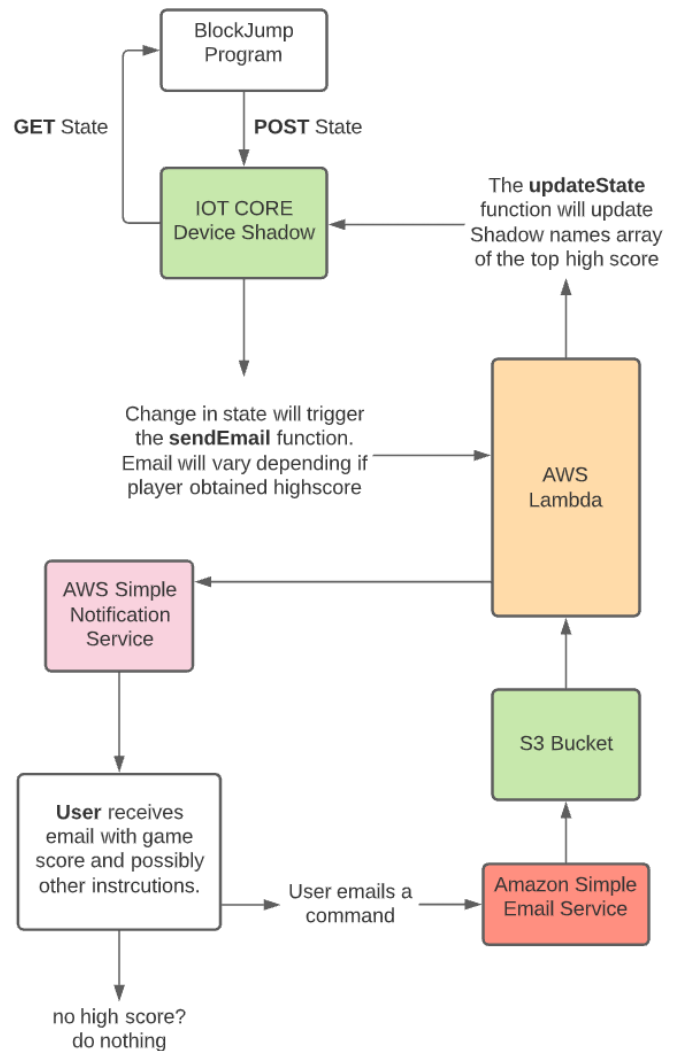 BlockJump
Program
GET State
POST State
IOT CORE
Device Shadow
The updateState
function will update
Shadow names array
of the top high score
Change in state will trigger
the sendEmail function.
Email will vary depending if
player obtained highscore
AWS
Lambda
AWS Simple
Notification
Service
S3 Bucket
User receives
email with game
score and possibly
other instrcutions.
User emails a
command
Amazon Simple
Email Service
no high score?
do nothing